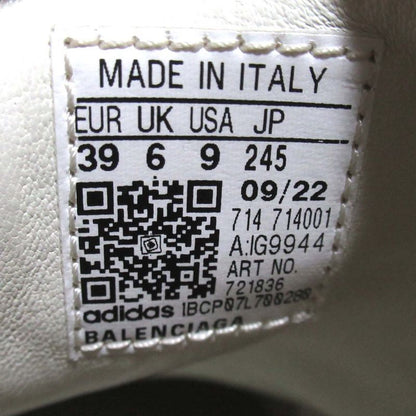 MADE IN ITALY
EUR UK USA JP
39 6 9 245
09/22
714 714001
A:IG9944
ART NO.
721836
adidas 1BCP07L700280
BALENCIAGA